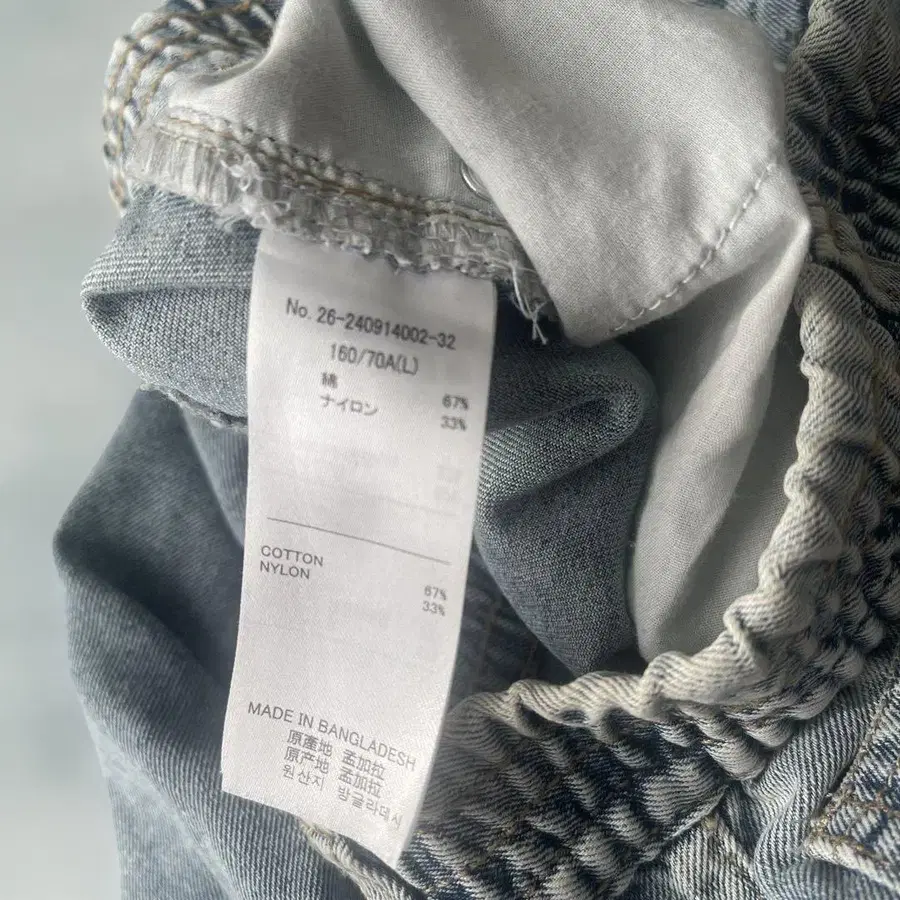 No. 26-240914002-32
160/70A(L)
綿 67%
ナイロン 33%
COTTON 67%
NYLON 33%
MADE IN BANGLADESH
原產地 孟加拉
原产地 孟加拉
원산지 방글라데시